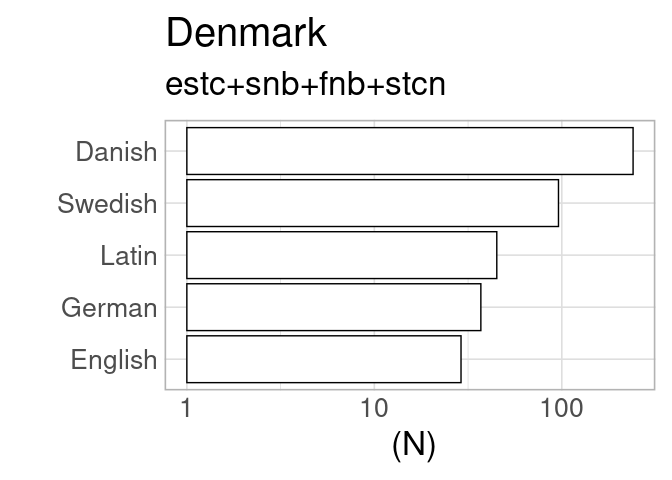 Denmark
estc+snb+fnb+stcn
Danish
Swedish
Latin
German
English
1 10 100
(N)